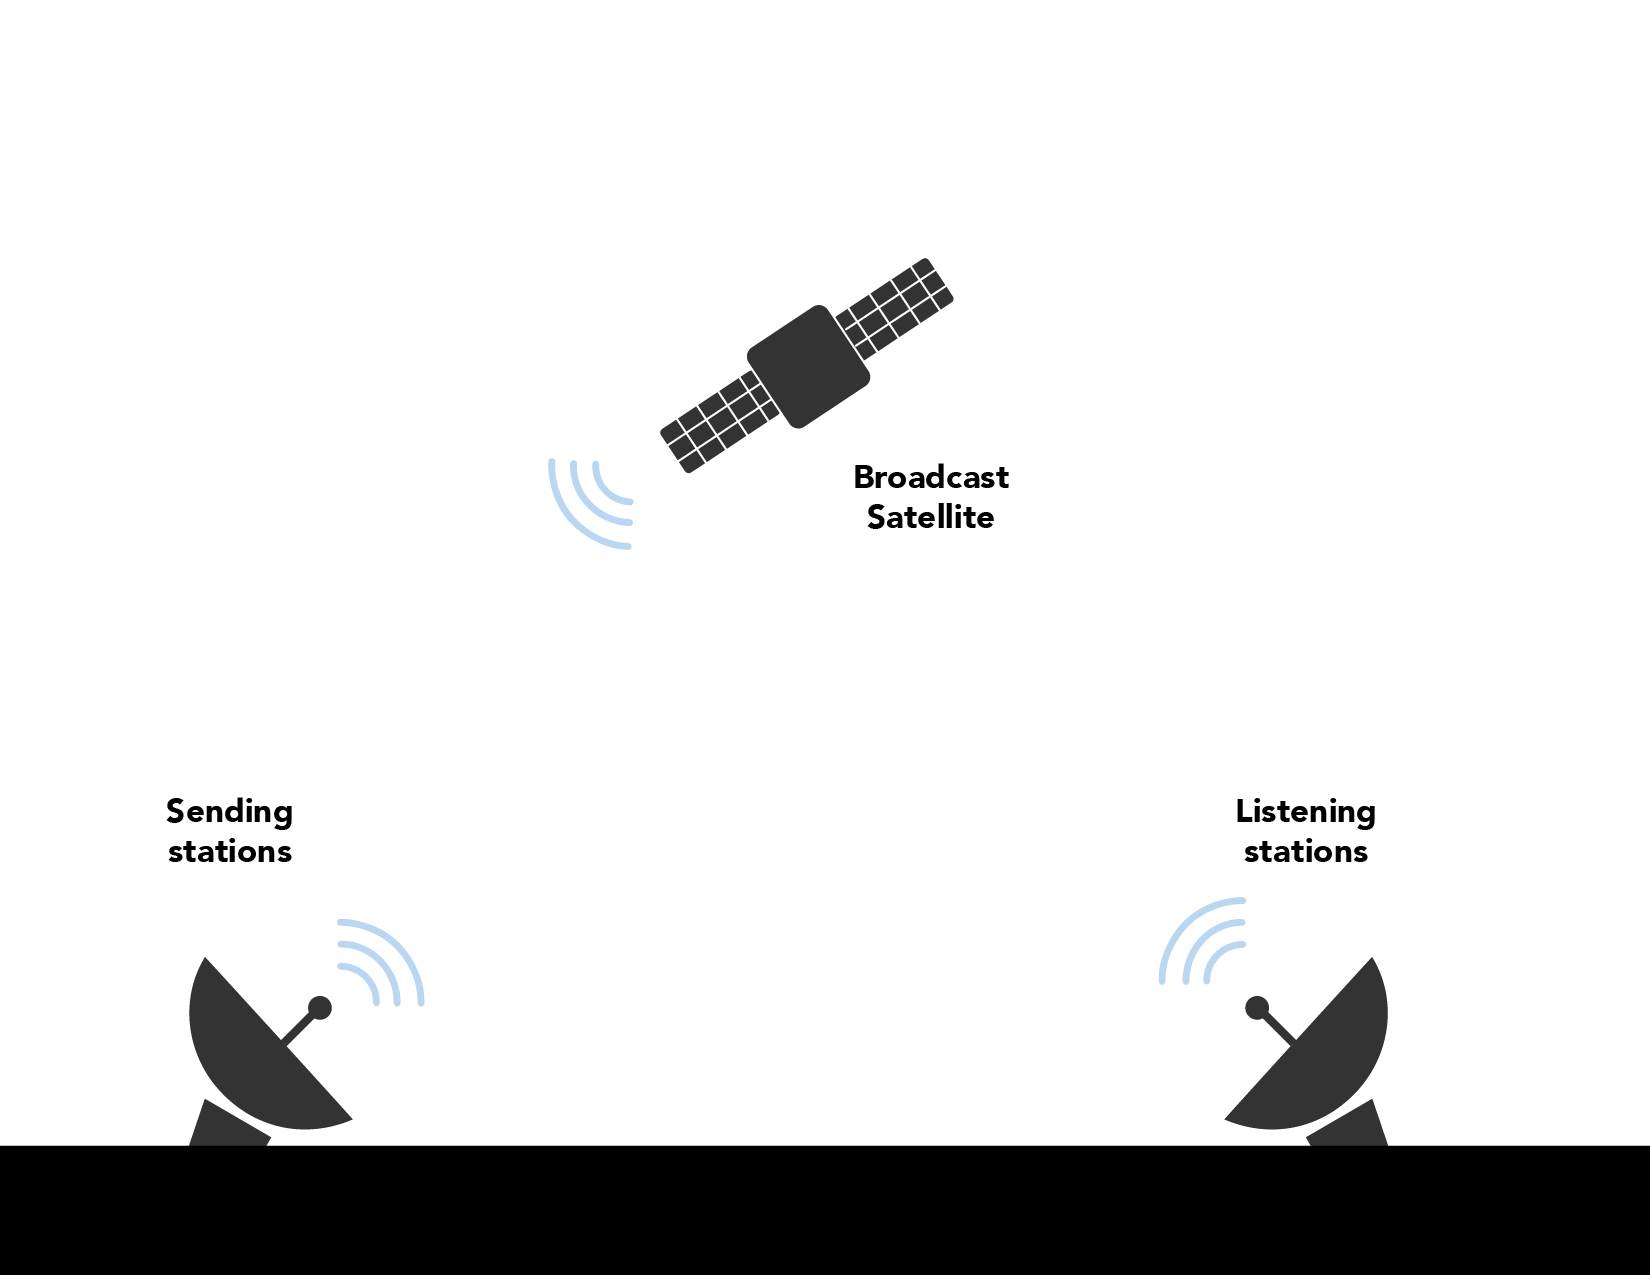 Broadcast
Satellite
Sending
stations
Listening
stations